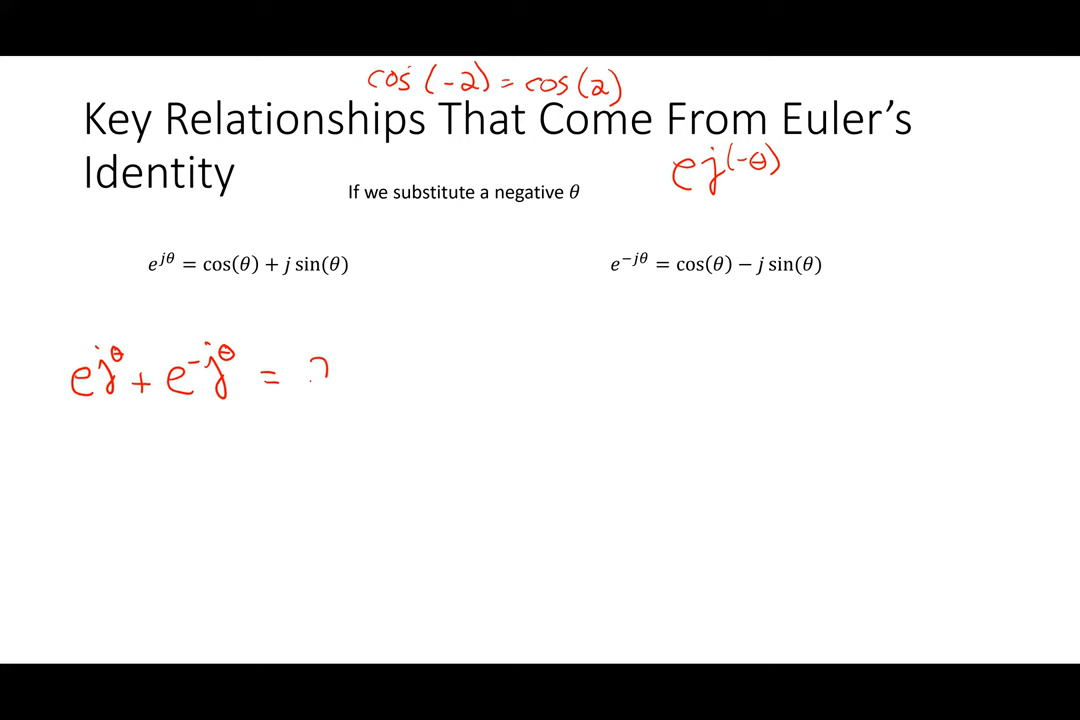 cos(-2) = cos(2)
Key Relationships That Come From Euler's
Identity
e^{j(-θ)}
If we substitute a negative θ
e^{jθ} = cos(θ) + j sin(θ)
e^{-jθ} = cos(θ) − j sin(θ)
e^{jθ} + e^{-jθ} = ?